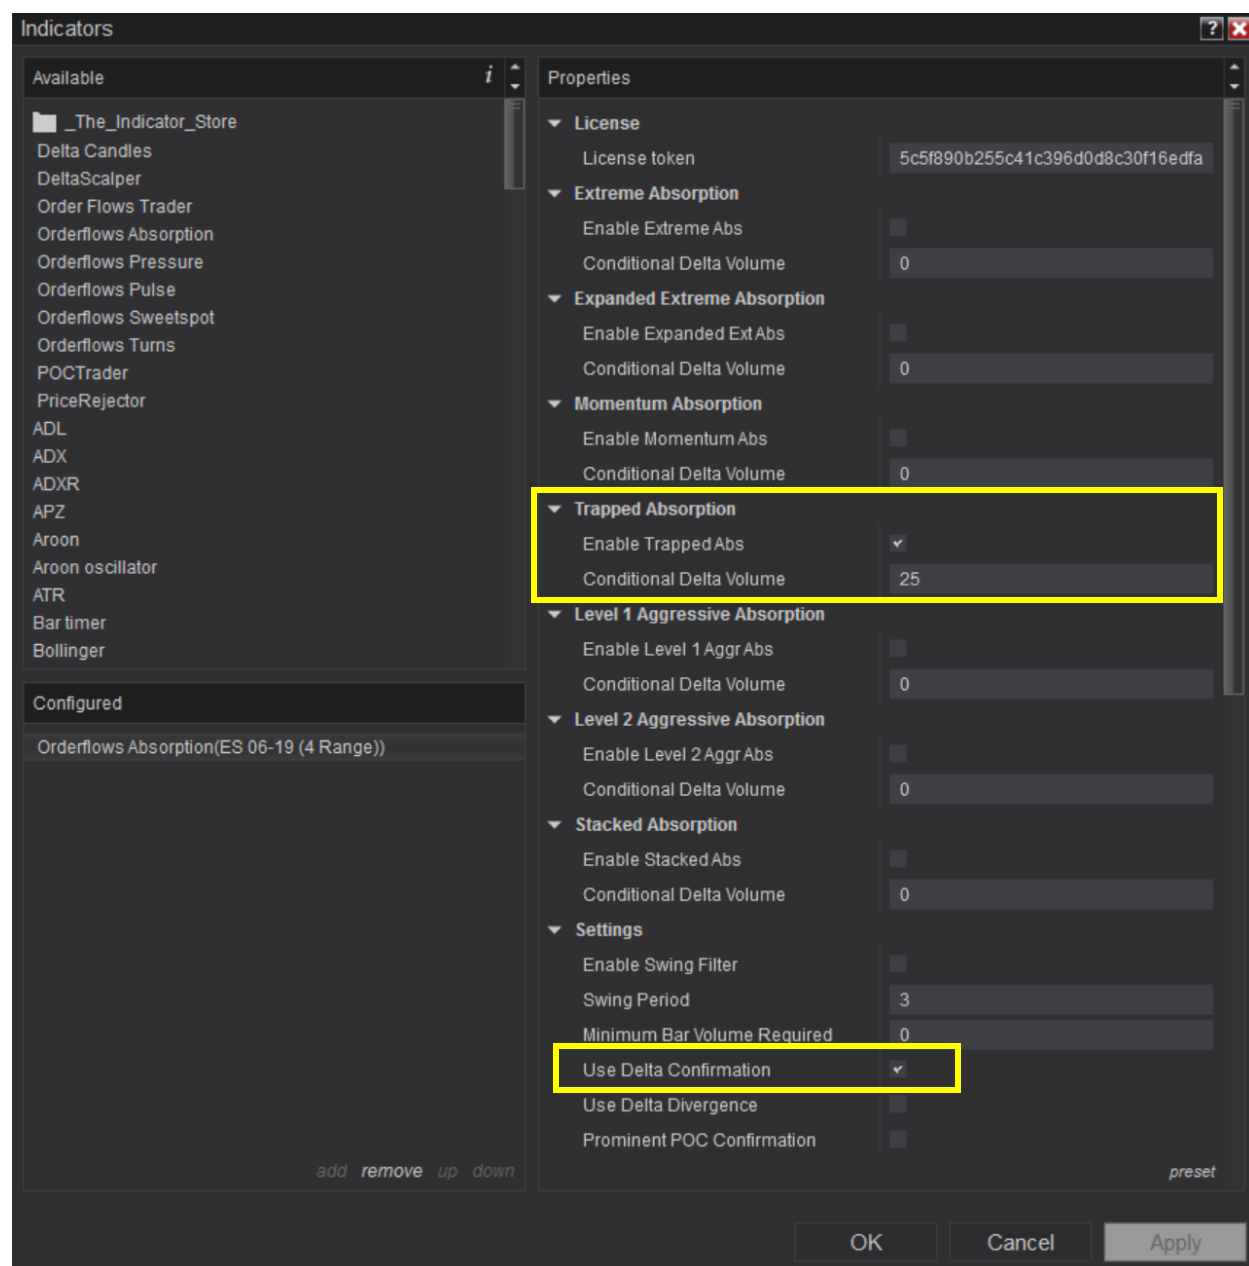 Indicators
?
Available
i
_The_Indicator_Store
Delta Candles
DeltaScalper
Order Flows Trader
Orderflows Absorption
Orderflows Pressure
Orderflows Pulse
Orderflows Sweetspot
Orderflows Turns
POCTrader
PriceRejector
ADL
ADX
ADXR
APZ
Aroon
Aroon oscillator
ATR
Bar timer
Bollinger
Configured
Orderflows Absorption(ES 06-19 (4 Range))
add remove up down
Properties
License
License token 5c5f890b255c41c396d0d8c30f16edfa
Extreme Absorption
Enable Extreme Abs
Conditional Delta Volume 0
Expanded Extreme Absorption
Enable Expanded Ext Abs
Conditional Delta Volume 0
Momentum Absorption
Enable Momentum Abs
Conditional Delta Volume 0
Trapped Absorption
Enable Trapped Abs
Conditional Delta Volume 25
Level 1 Aggressive Absorption
Enable Level 1 Aggr Abs
Conditional Delta Volume 0
Level 2 Aggressive Absorption
Enable Level 2 Aggr Abs
Conditional Delta Volume 0
Stacked Absorption
Enable Stacked Abs
Conditional Delta Volume 0
Settings
Enable Swing Filter
Swing Period 3
Minimum Bar Volume Required 0
Use Delta Confirmation
Use Delta Divergence
Prominent POC Confirmation
preset
OK Cancel Apply